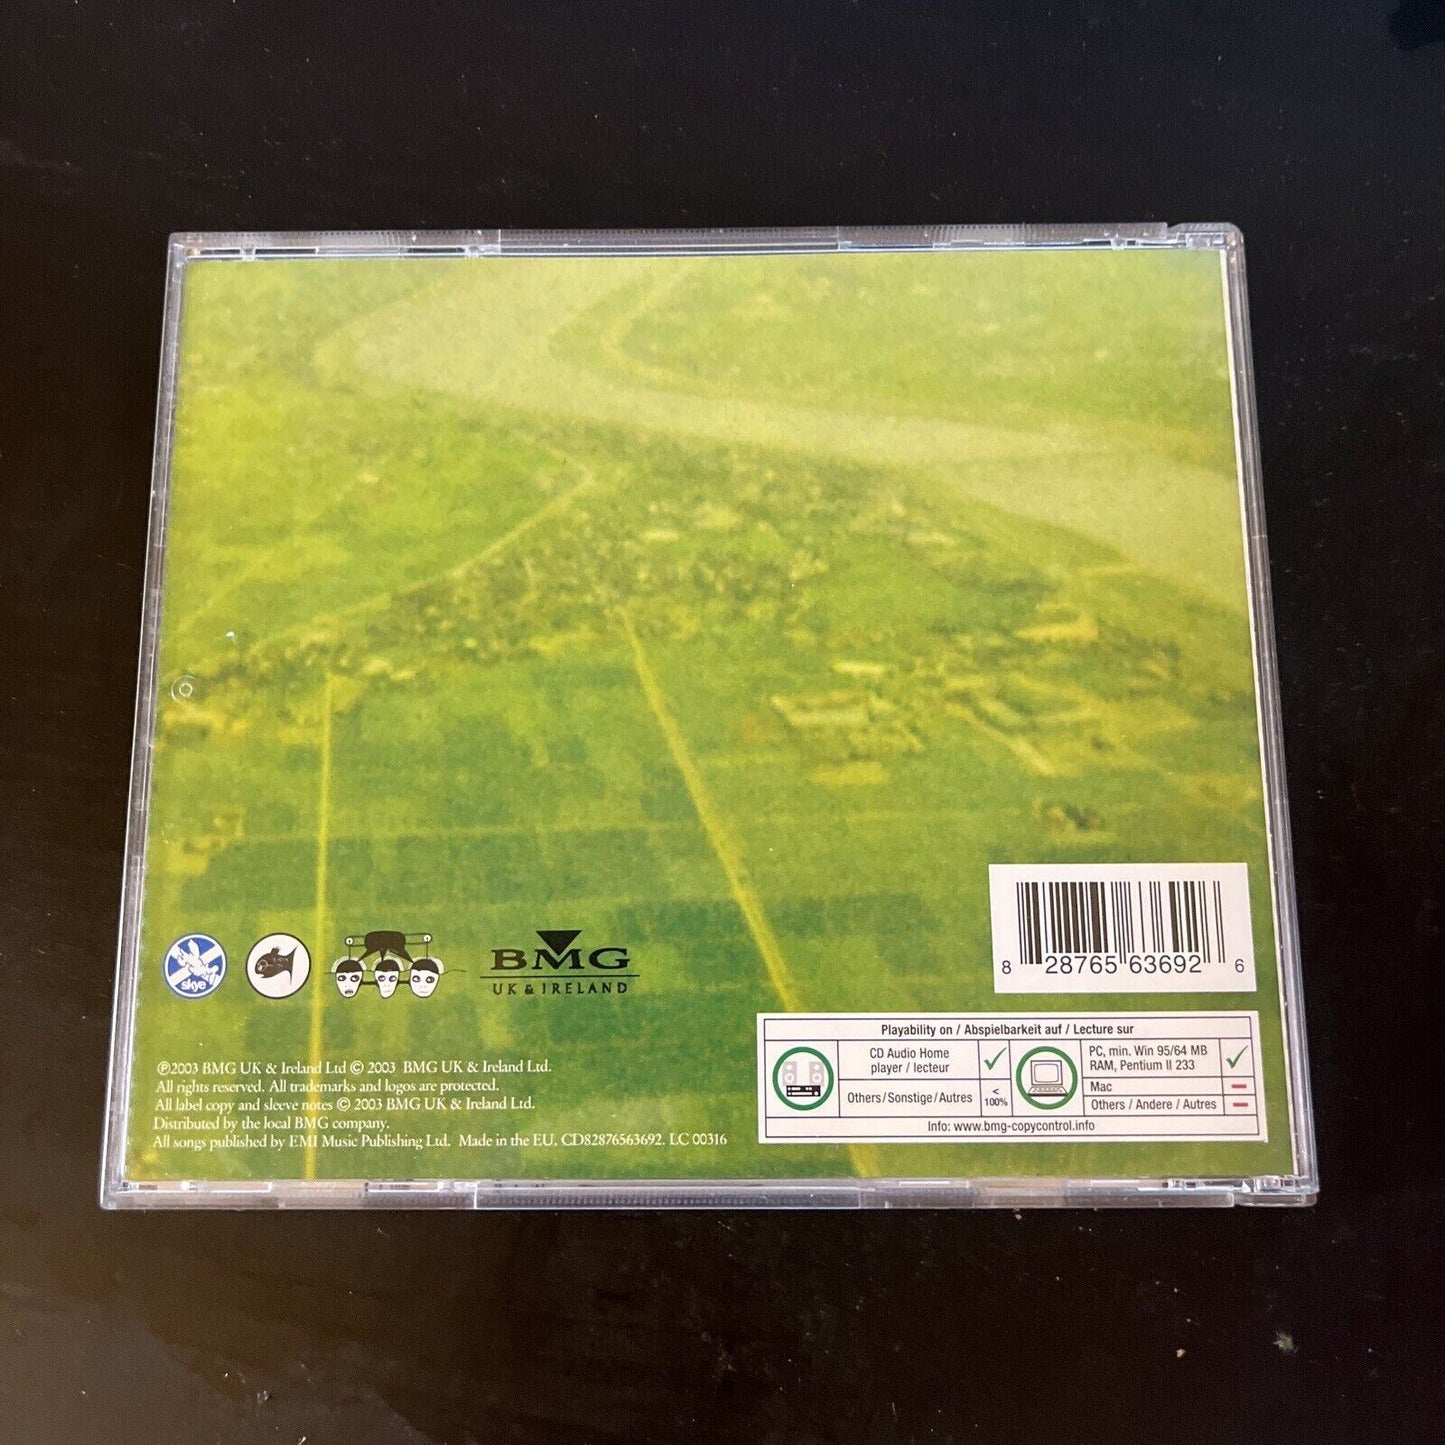 8 28765 63692 6
skye
BMG
UK & IRELAND
Playability on / Abspielbarkeit auf / Lecture sur
CD Audio Home
player / lecteur
Others / Sonstige / Autres
<
100%
PC, min. Win 95/64 MB
RAM, Pentium II 233
Mac
Others / Andere / Autres
Info: www.bmg-copycontrol.info
℗2003 BMG UK & Ireland Ltd © 2003 BMG UK & Ireland Ltd.
All rights reserved. All trademarks and logos are protected.
All label copy and sleeve notes © 2003 BMG UK & Ireland Ltd.
Distributed by the local BMG company.
All songs published by EMI Music Publishing Ltd. Made in the EU. CD82876563692. LC 00316